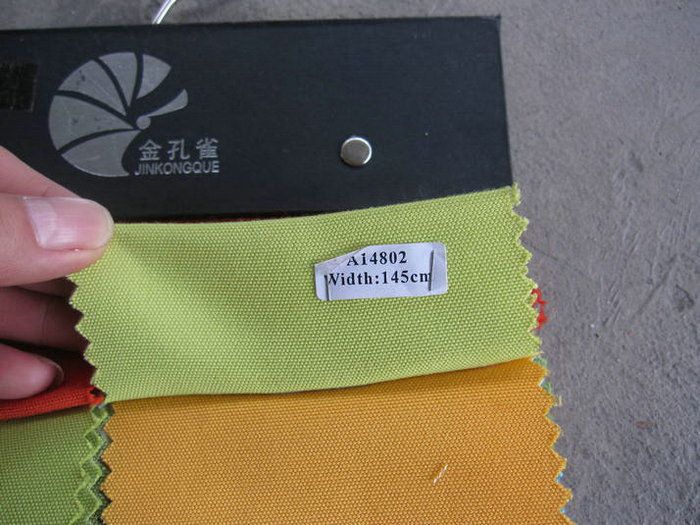 金孔雀
JINKONGQUE
A14802
Width:145cm